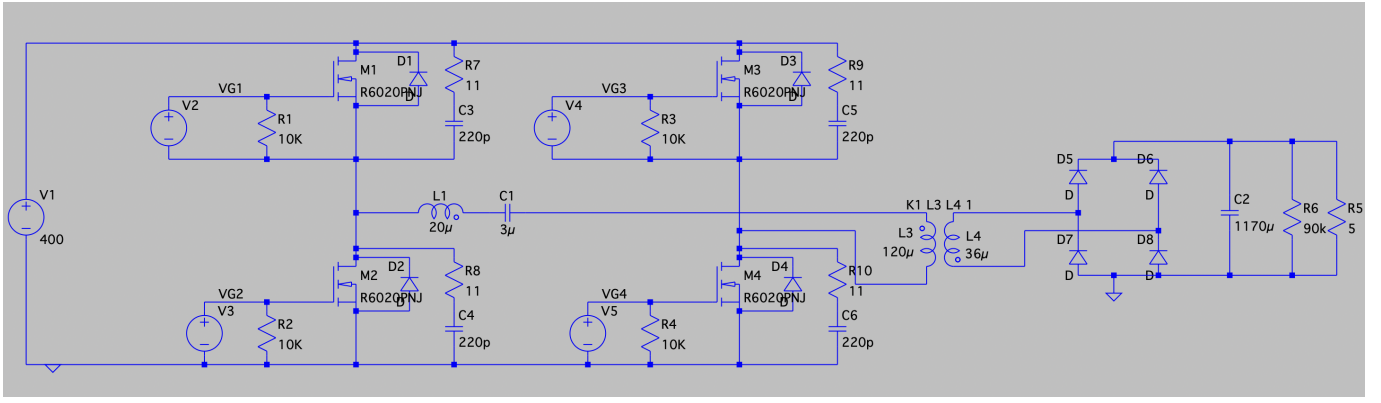 V1
400
V2
VG1
R1
10K
M1
R6020PNJ
D1
D
R7
11
C3
220p
V4
VG3
R3
10K
M3
R6020PNJ
D3
D
R9
11
C5
220p
L1
20µ
C1
3µ
V3
VG2
R2
10K
M2
R6020PNJ
D2
D
R8
11
C4
220p
V5
VG4
R4
10K
M4
R6020PNJ
D4
D
R10
11
C6
220p
K1 L3 L4 1
L3
120µ
L4
36µ
D5
D
D6
D
D7
D
D8
D
C2
1170µ
R6
90k
R5
5